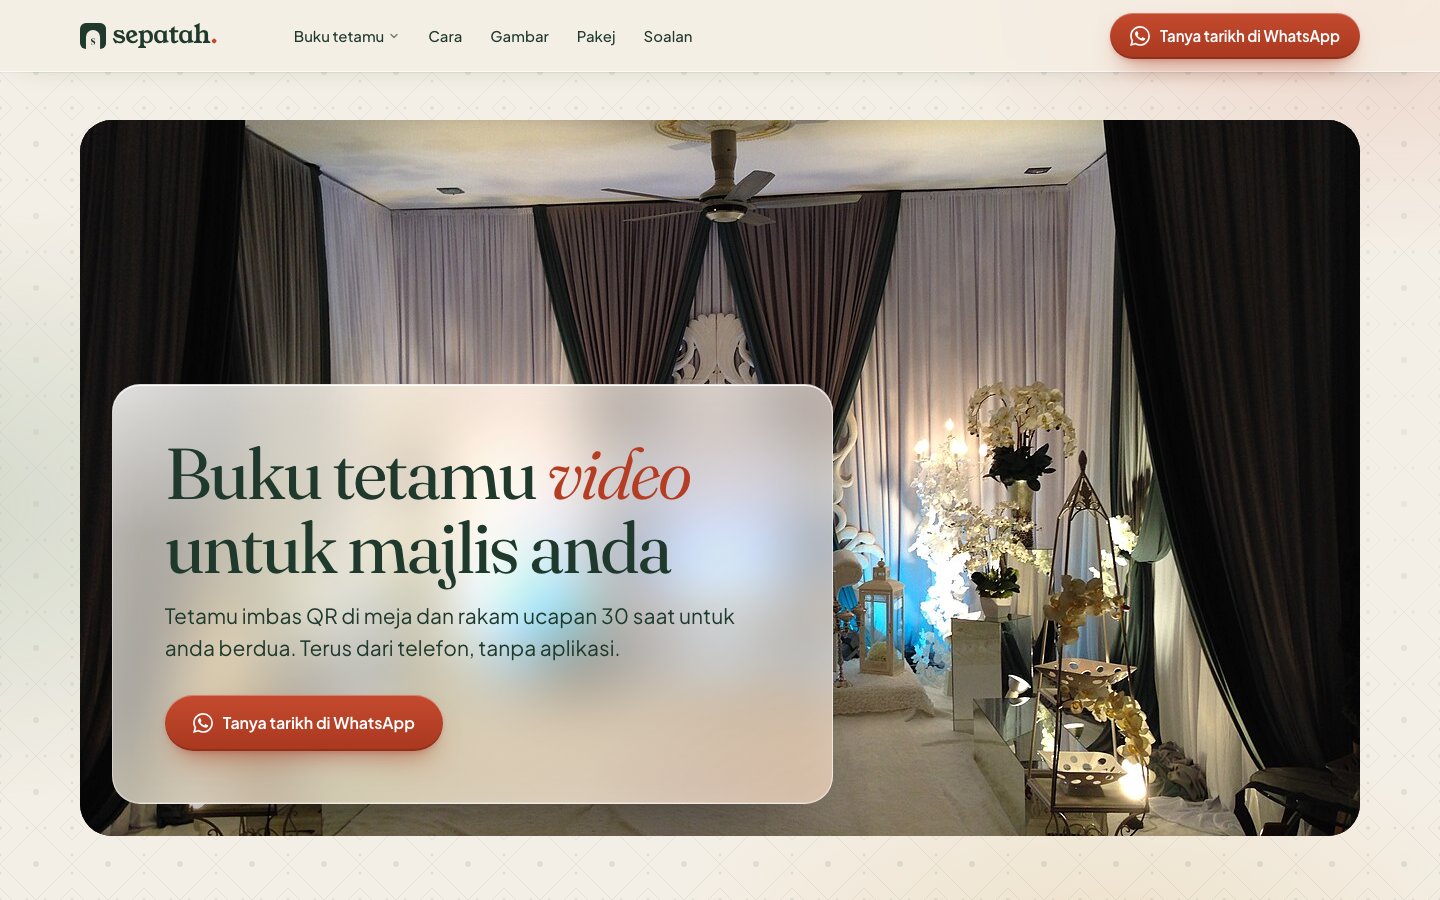 sepatah.
Buku tetamu
Cara
Gambar
Pakej
Soalan
Tanya tarikh di WhatsApp
Buku tetamu video
untuk majlis anda
Tetamu imbas QR di meja dan rakam ucapan 30 saat untuk
anda berdua. Terus dari telefon, tanpa aplikasi.
Tanya tarikh di WhatsApp